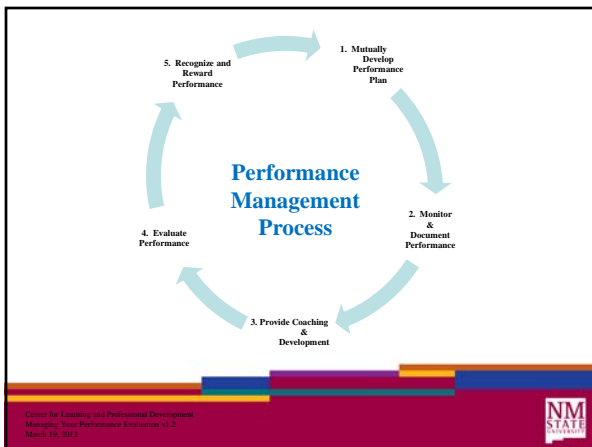 1. Mutually
Develop
Performance
Plan
2. Monitor
&
Document
Performance
3. Provide Coaching
&
Development
4. Evaluate
Performance
5. Recognize and
Reward
Performance
Performance
Management
Process
Center for Learning and Professional Development
Managing Your Performance Evaluation v1.2
March 19, 2012
NM
STATE
UNIVERSITY